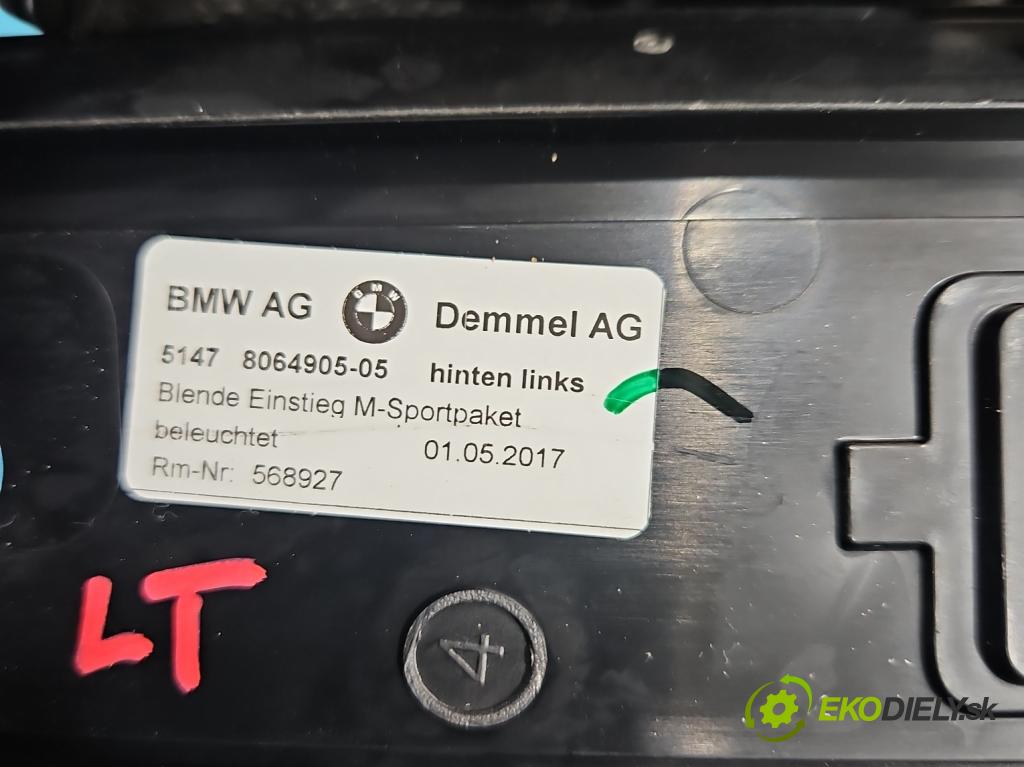 BMW AG BMW Demmel AG
5147 8064905-05 hinten links
Blende Einstieg M-Sportpaket
beleuchtet 01.05.2017
Rm-Nr: 568927
LT
4
EKODIELY.sk